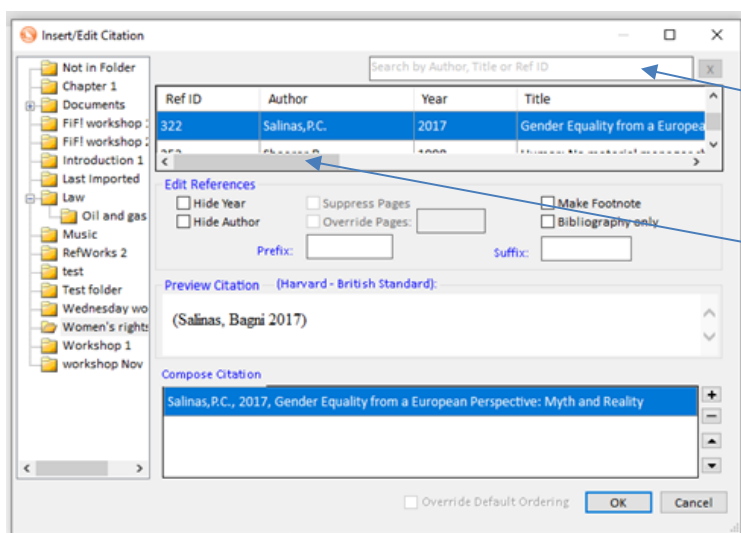 Insert/Edit Citation
Not in Folder
Chapter 1
Documents
FiF! workshop :
FiF! workshop :
Introduction 1
Last Imported
Law
Oil and gas
Music
RefWorks 2
test
Test folder
Wednesday wo
Women's rights
Workshop 1
workshop Nov
Search by Author, Title or Ref ID
X
Ref ID Author Year Title
322 Salinas,P.C. 2017 Gender Equality from a Europea
Edit References
Hide Year Suppress Pages Make Footnote
Hide Author Override Pages: Bibliography only
Prefix: Suffix:
Preview Citation (Harvard - British Standard):
(Salinas, Bagni 2017)
Compose Citation
Salinas,P.C., 2017, Gender Equality from a European Perspective: Myth and Reality
Override Default Ordering OK Cancel